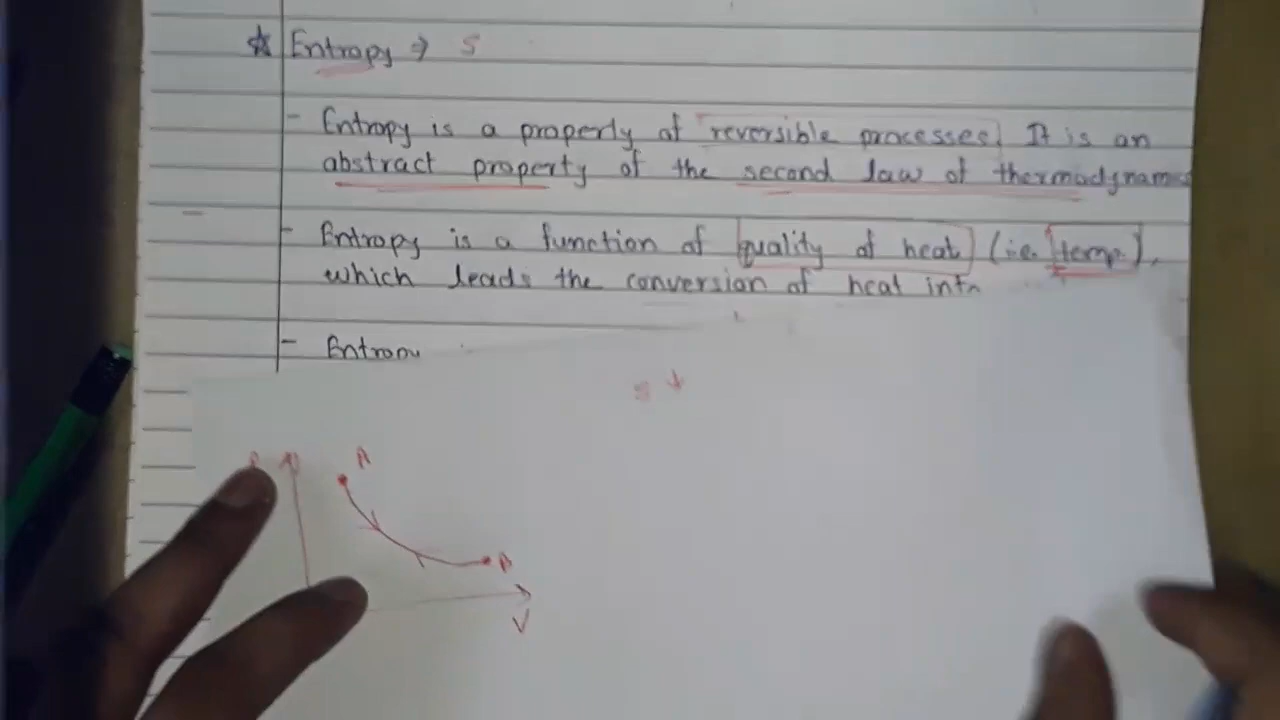 ☆ Entropy ⇒ S
- Entropy is a property of reversible processes. It is an
abstract property of the second law of thermodynamics
- Entropy is a function of quality of heat (i.e. temp.),
which leads the conversion of heat into
- Entropy
S ↓
A
B
V